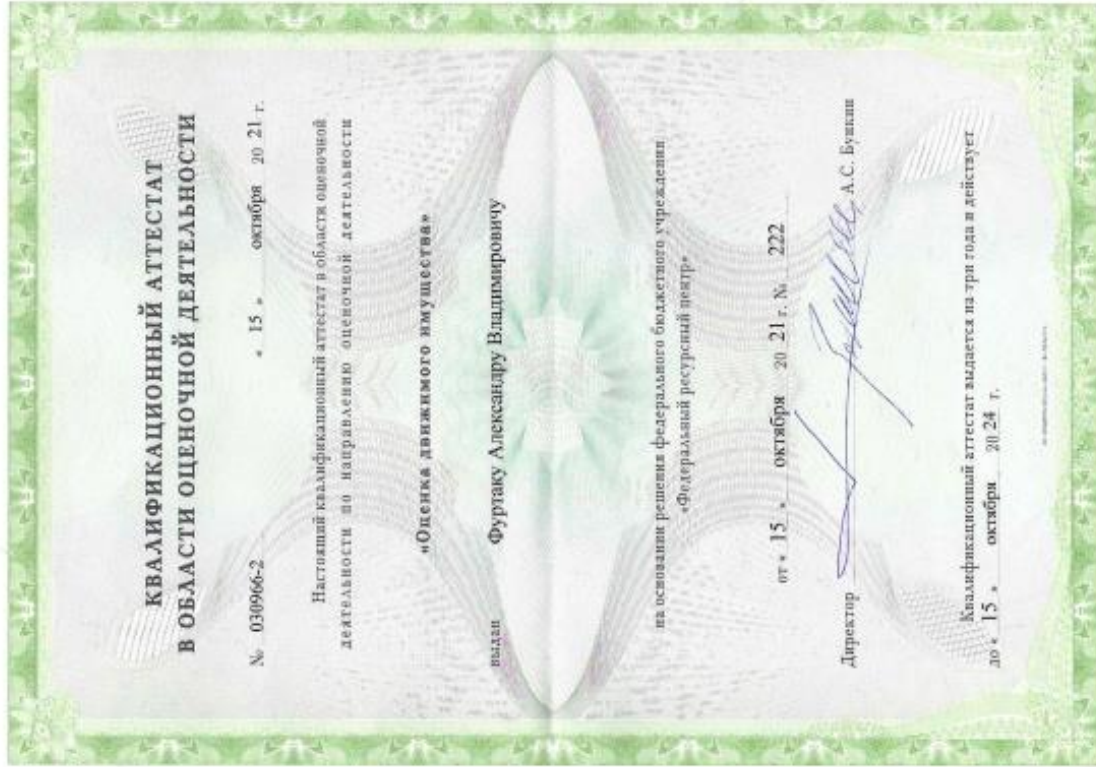 КВАЛИФИКАЦИОННЫЙ АТТЕСТАТ
В ОБЛАСТИ ОЦЕНОЧНОЙ ДЕЯТЕЛЬНОСТИ
№ 030966-2 « 15 » октября 20 21 г.
Настоящий квалификационный аттестат в области оценочной
деятельности по направлению оценочной деятельности
«Оценка движимого имущества»
выдан Фуртаку Александру Владимировичу
на основании решения федерального бюджетного учреждения
«Федеральный ресурсный центр»
от « 15 » октября 20 21 г. № 222
Директор А.С. Бункин
Квалификационный аттестат выдается на три года и действует
до « 15 » октября 20 24 г.